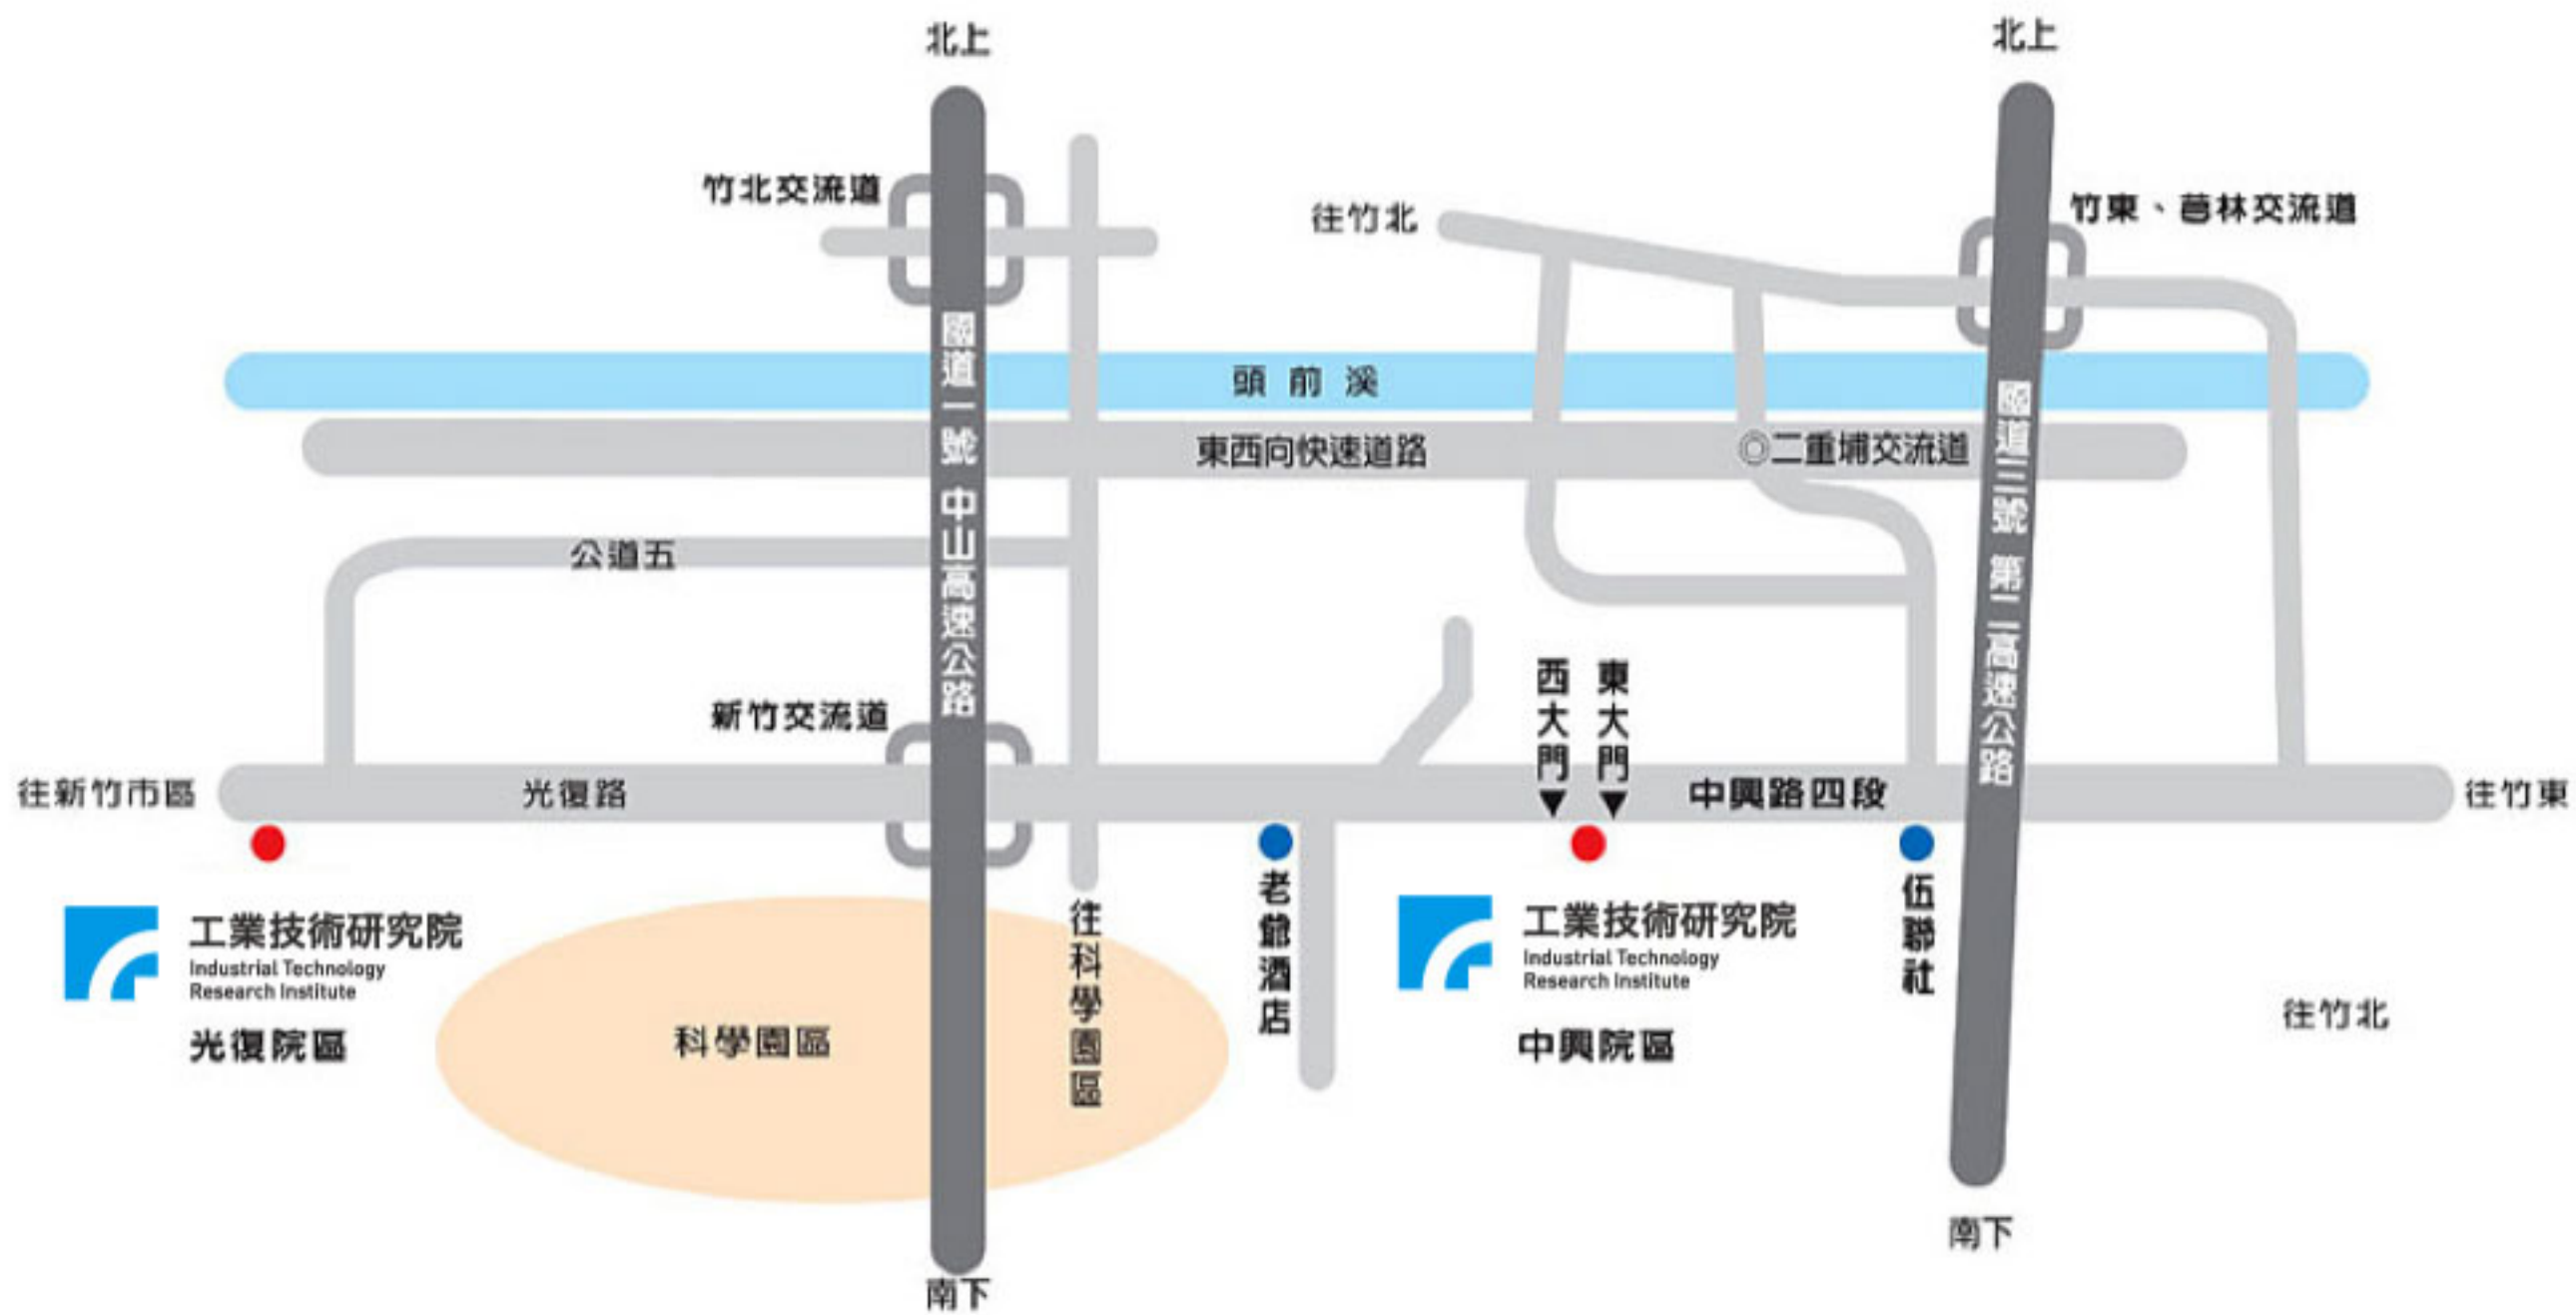 北上
北上
竹北交流道
往竹北
竹東、芎林交流道
國道一號 中山高速公路
頭前溪
國道三號 第二高速公路
東西向快速道路
◎二重埔交流道
公道五
新竹交流道
西大門▼
東大門▼
往新竹市區
光復路
中興路四段
往竹東
工業技術研究院
Industrial Technology
Research Institute
光復院區
科學園區
往科學園區
老爺酒店
工業技術研究院
Industrial Technology
Research Institute
中興院區
伍聯社
往竹北
南下
南下